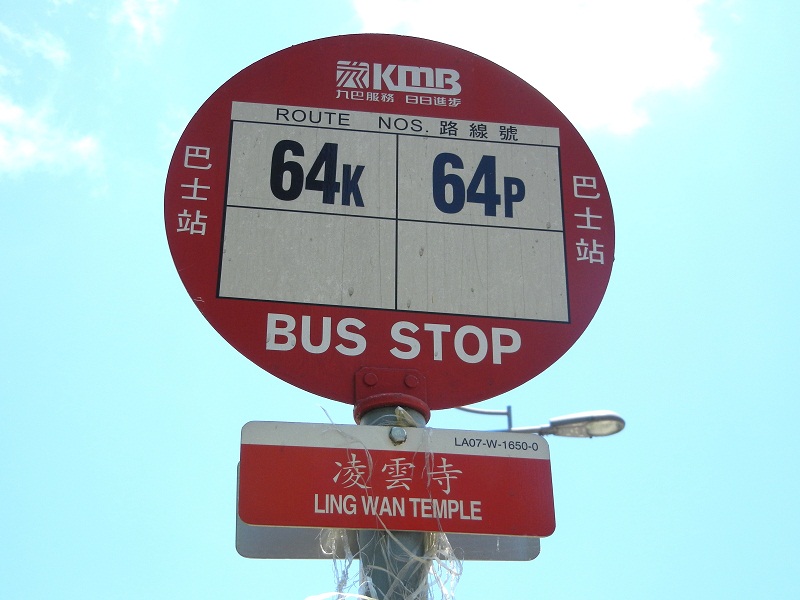 KMB
九巴服務 日日進步
ROUTE NOS. 路線號
64K 64P
巴士站
巴士站
BUS STOP
LA07-W-1650-0
凌雲寺
LING WAN TEMPLE